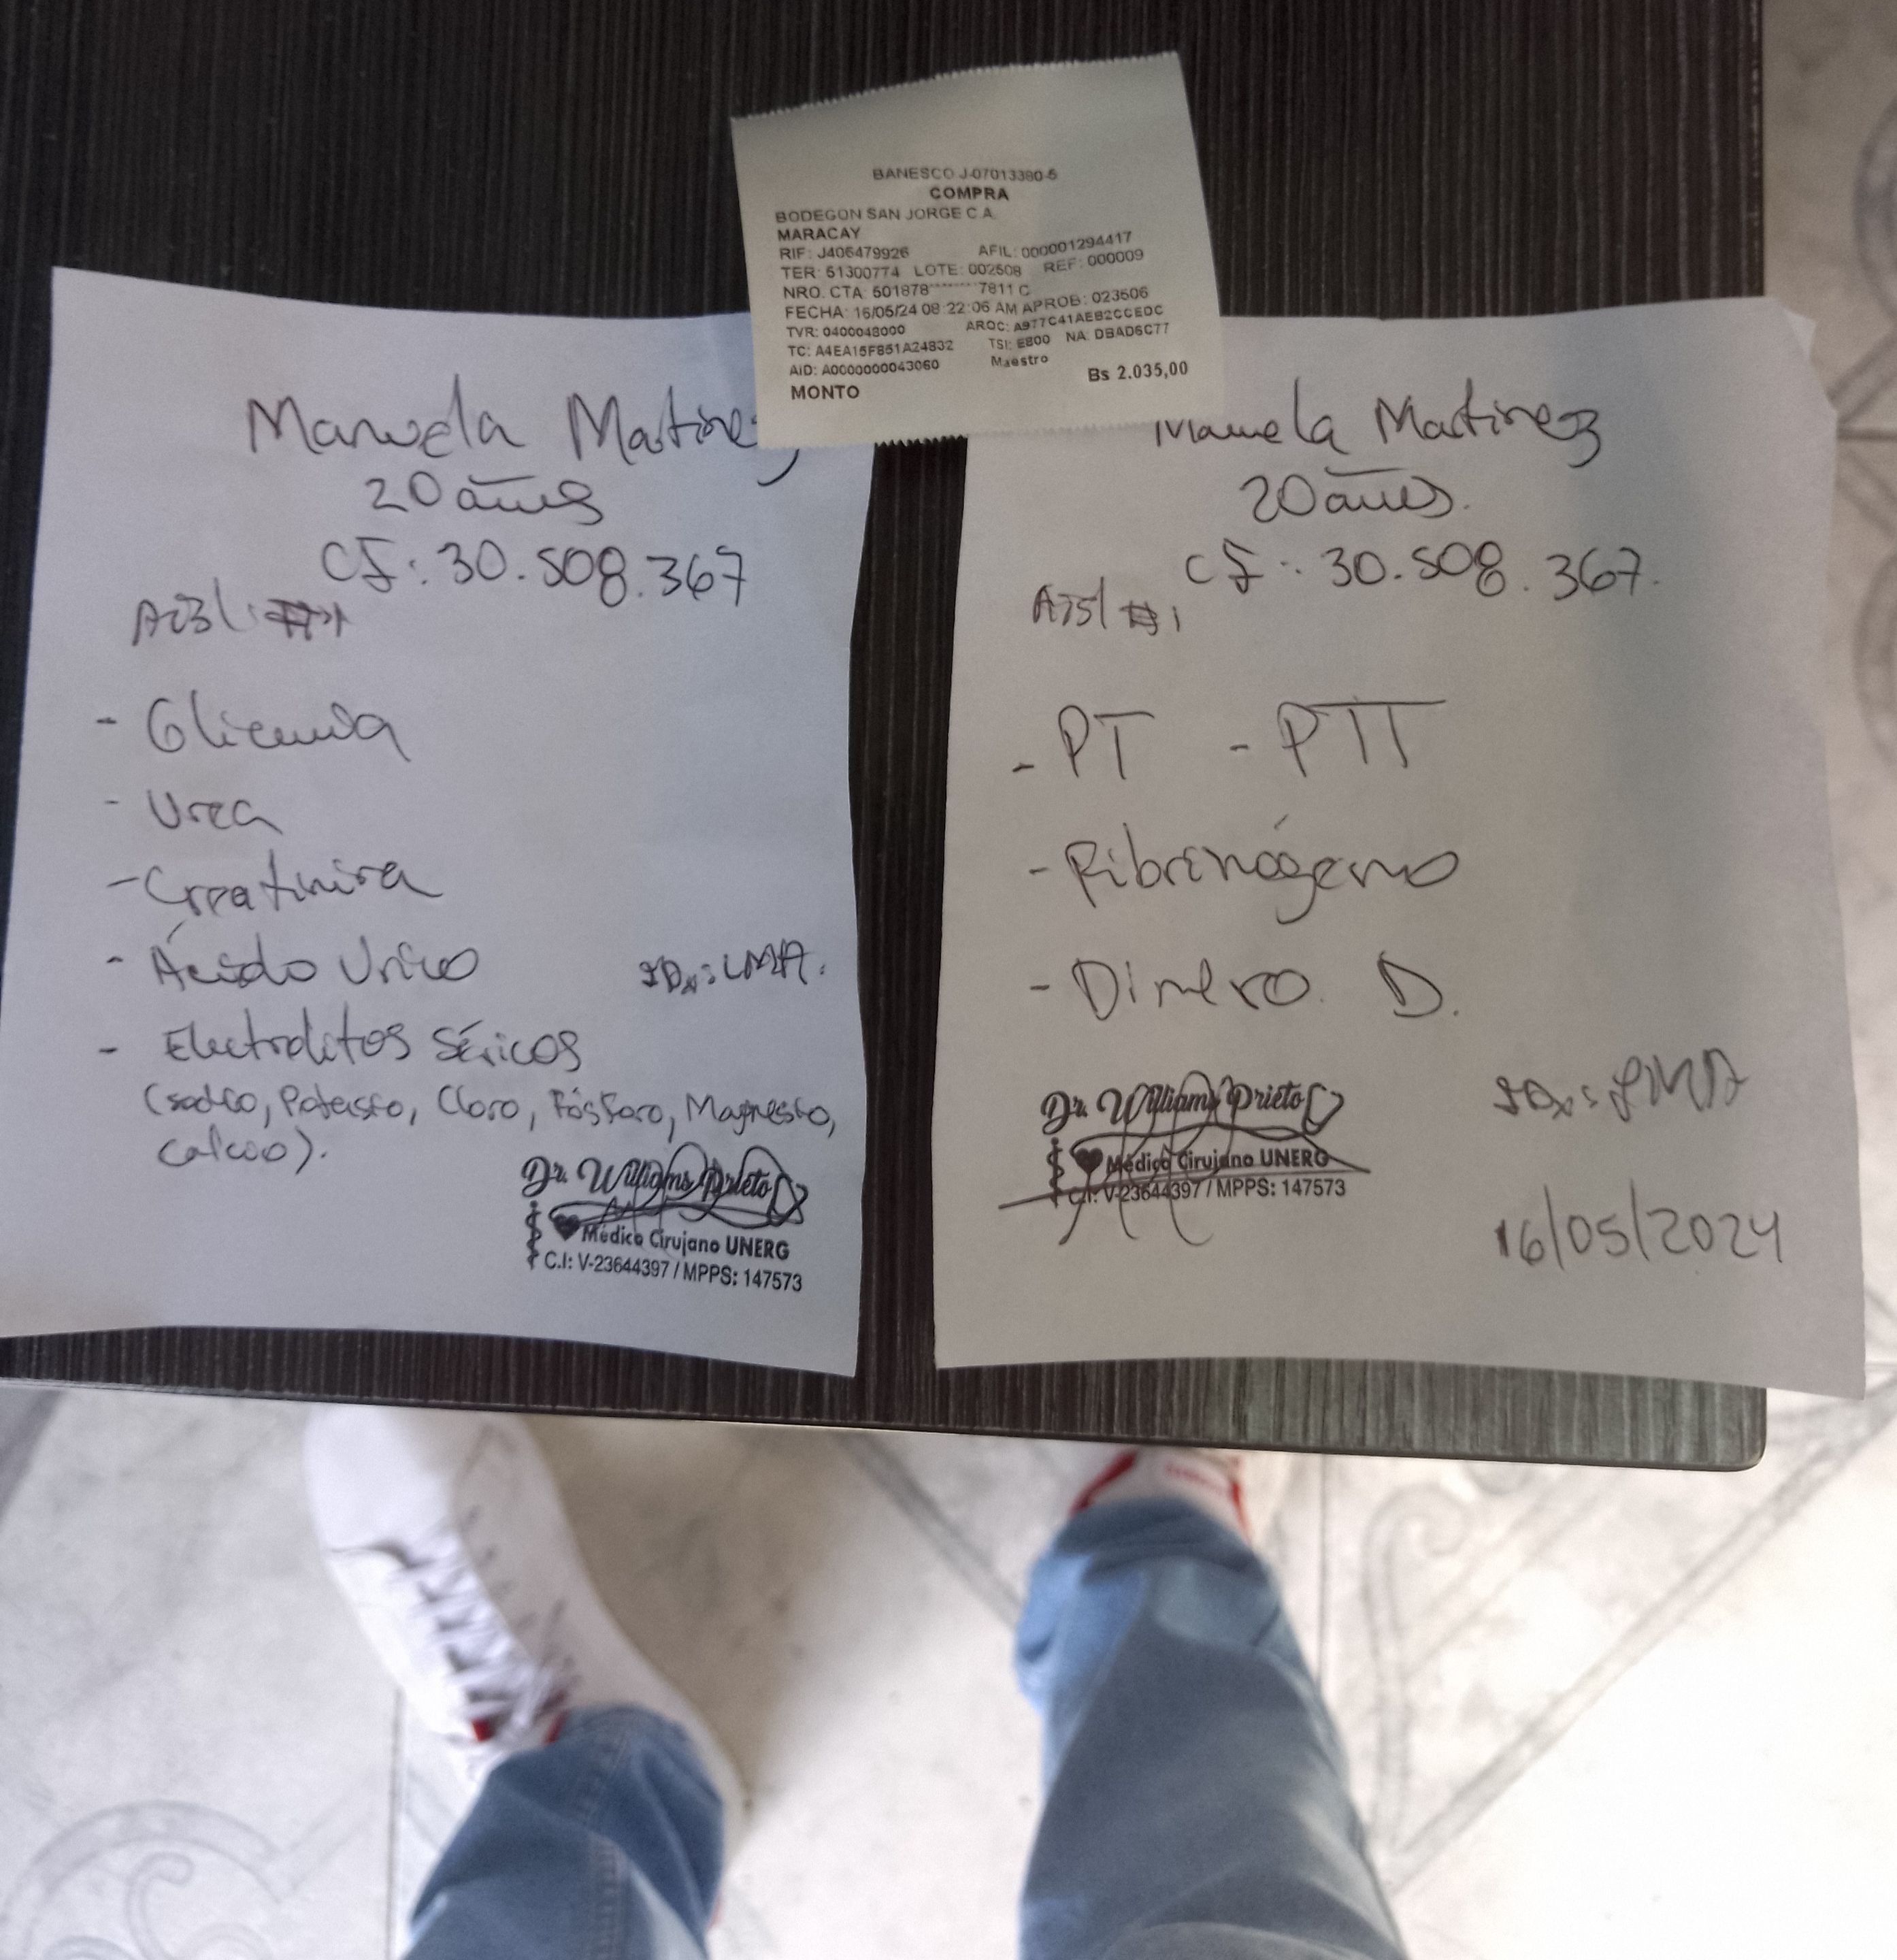 BANESCO J-07013380-5
COMPRA
BODEGON SAN JORGE C.A.
MARACAY
RIF: J406479926 AFIL: 000001294417
TER: 51300774 LOTE: 002508 REF: 000009
NRO. CTA: 501878********7811 C
FECHA: 16/05/24 08:22:06 AM APROB: 023506
TVR: 0400048000 ARQC: A977C41AEB2CCEDC
TC: A4EA15F851A24832 TSI: E800 NA: DBAD6C77
AID: A0000000043060 Maestro
MONTO Bs 2.035,00
Manuela Martinez
20 años
CI: 30.508.367
- Glicemia
- Urea
- Creatinina
- Ácido Urico
IDx: LMA.
- Electrolitos Séricos
(sodio, Potasio, Cloro, Fósforo, Magnesio,
calcio).
Dr. Williams Prieto
Médico Cirujano UNERG
C.I: V-23644397 / MPPS: 147573
Manuela Martinez
20 años.
CI: 30.508.367.
- PT - PTT
- Fibrinógeno
- Dimero D.
IDx: LMA
Dr. Williams Prieto
Médico Cirujano UNERG
C.I: V-23644397 / MPPS: 147573
16/05/2024